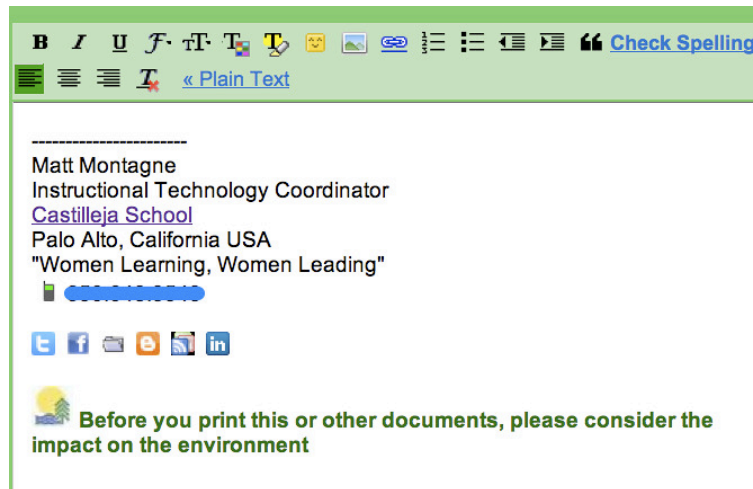 B I U F T T T Check Spelling
T « Plain Text
-----------------------
Matt Montagne
Instructional Technology Coordinator
Castilleja School
Palo Alto, California USA
"Women Learning, Women Leading"
Before you print this or other documents, please consider the
impact on the environment